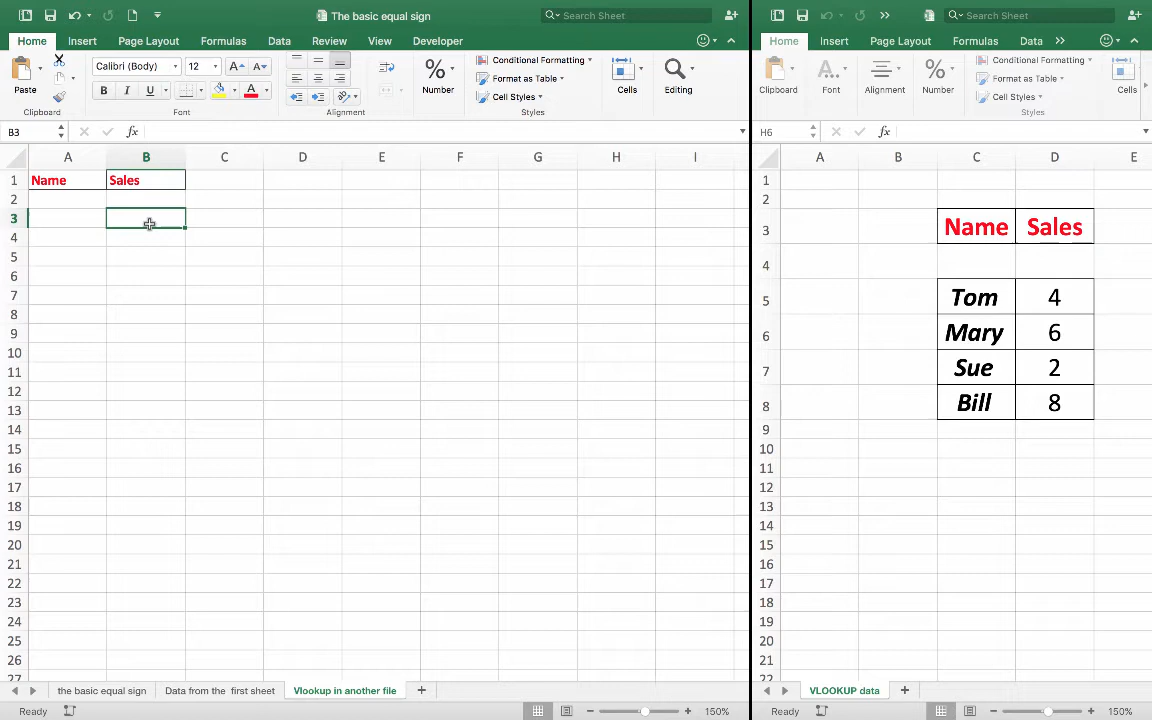 The basic equal sign
Search Sheet
Search Sheet
Home Insert Page Layout Formulas Data Review View Developer
Home Insert Page Layout Formulas Data
Paste
Clipboard
Calibri (Body) 12
A A
B I U A
Font
Alignment
%
Number
Conditional Formatting
Format as Table
Cell Styles
Styles
Cells
Editing
Clipboard
A
Font
Alignment
%
Number
Conditional Formatting
Format as Table
Cell Styles
Styles
Cells
B3 fx
H6 fx
A B C D E F G H I
1 Name Sales
2
3
4
5
6
7
8
9
10
11
12
13
14
15
16
17
18
19
20
21
22
23
24
25
26
27
A B C D E
1
2
3 Name Sales
4
5 Tom 4
6 Mary 6
7 Sue 2
8 Bill 8
9
10
11
12
13
14
15
16
17
18
19
20
21
22
the basic equal sign Data from the first sheet Vlookup in another file +
VLOOKUP data +
Ready 150%
Ready 150%